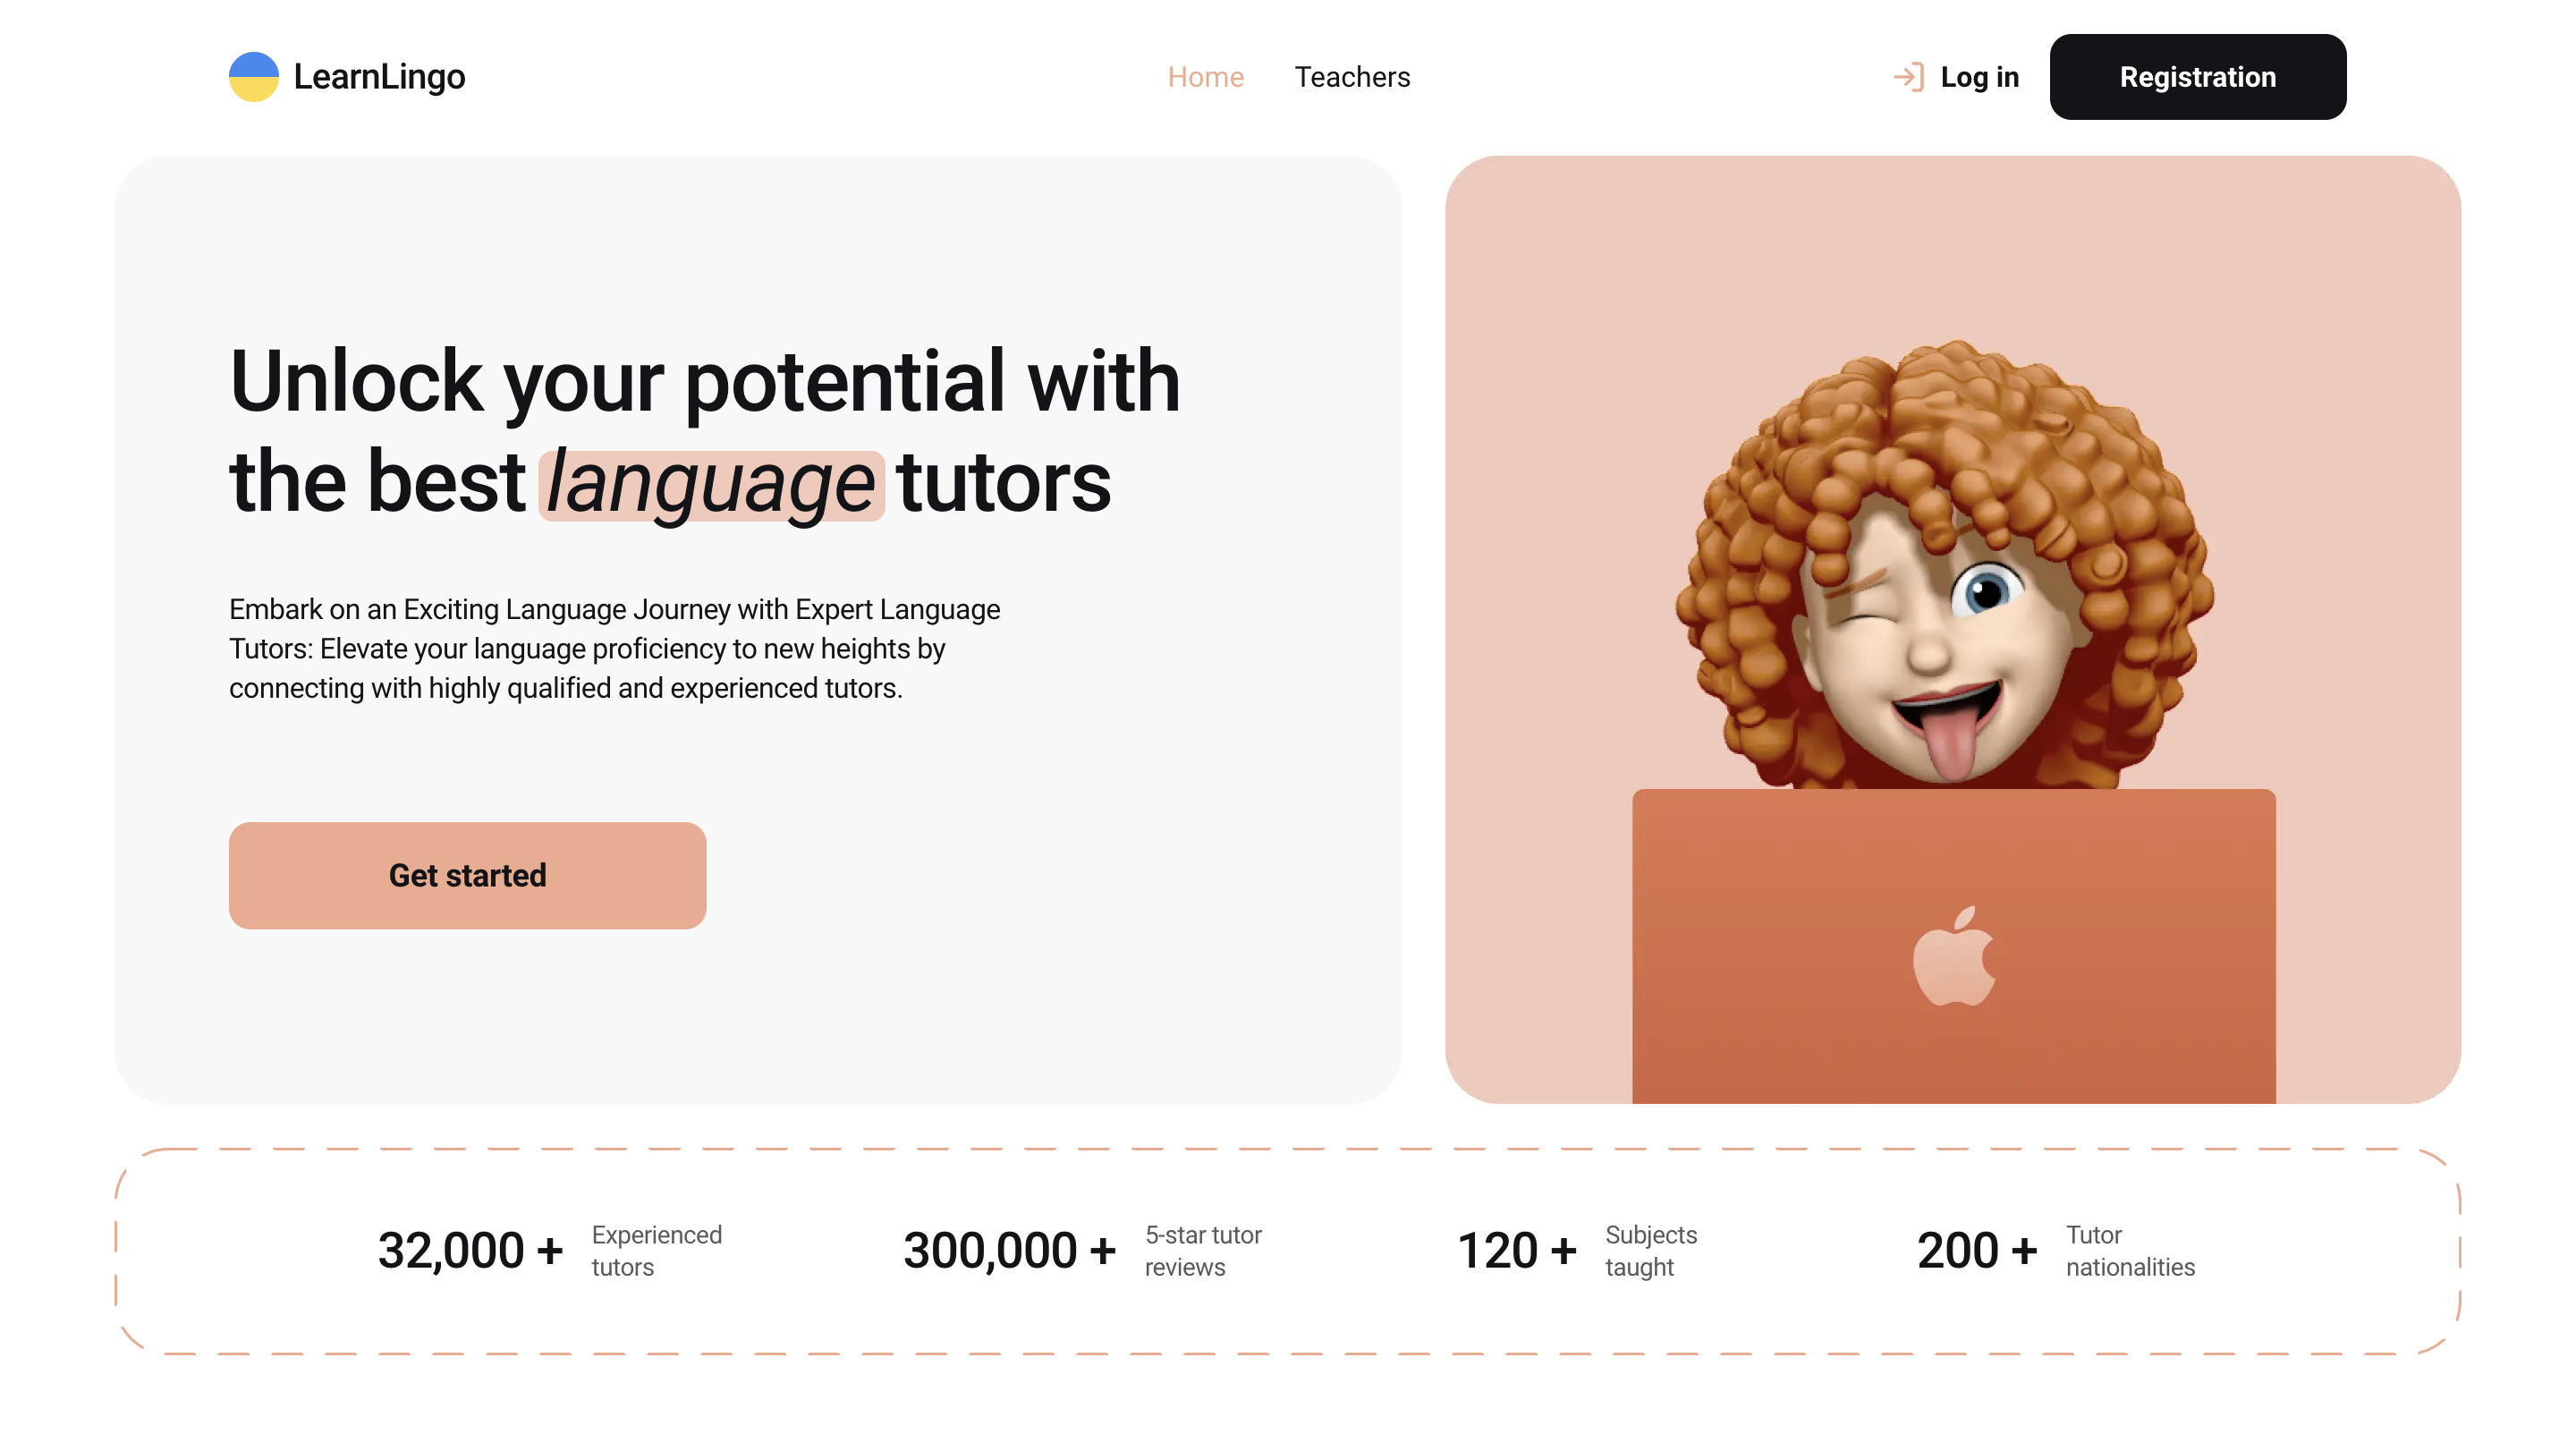 LearnLingo
Home
Teachers
Log in
Registration
Unlock your potential with
the best language tutors
Embark on an Exciting Language Journey with Expert Language
Tutors: Elevate your language proficiency to new heights by
connecting with highly qualified and experienced tutors.
Get started
32,000 +
Experienced
tutors
300,000 +
5-star tutor
reviews
120 +
Subjects
taught
200 +
Tutor
nationalities